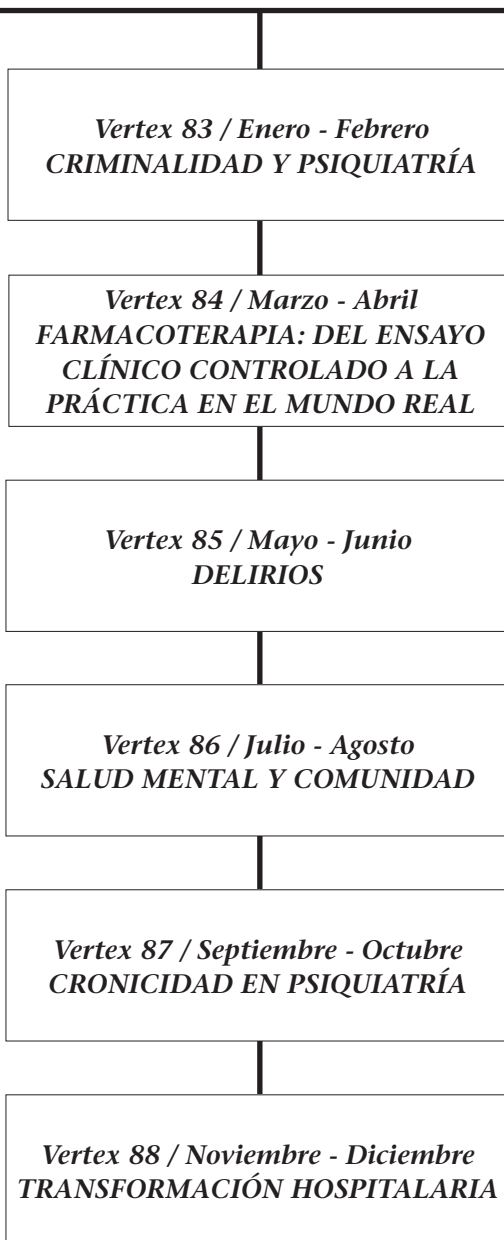 Vertex 83 / Enero - Febrero
CRIMINALIDAD Y PSIQUIATRÍA
Vertex 84 / Marzo - Abril
FARMACOTERAPIA: DEL ENSAYO
CLÍNICO CONTROLADO A LA
PRÁCTICA EN EL MUNDO REAL
Vertex 85 / Mayo - Junio
DELIRIOS
Vertex 86 / Julio - Agosto
SALUD MENTAL Y COMUNIDAD
Vertex 87 / Septiembre - Octubre
CRONICIDAD EN PSIQUIATRÍA
Vertex 88 / Noviembre - Diciembre
TRANSFORMACIÓN HOSPITALARIA